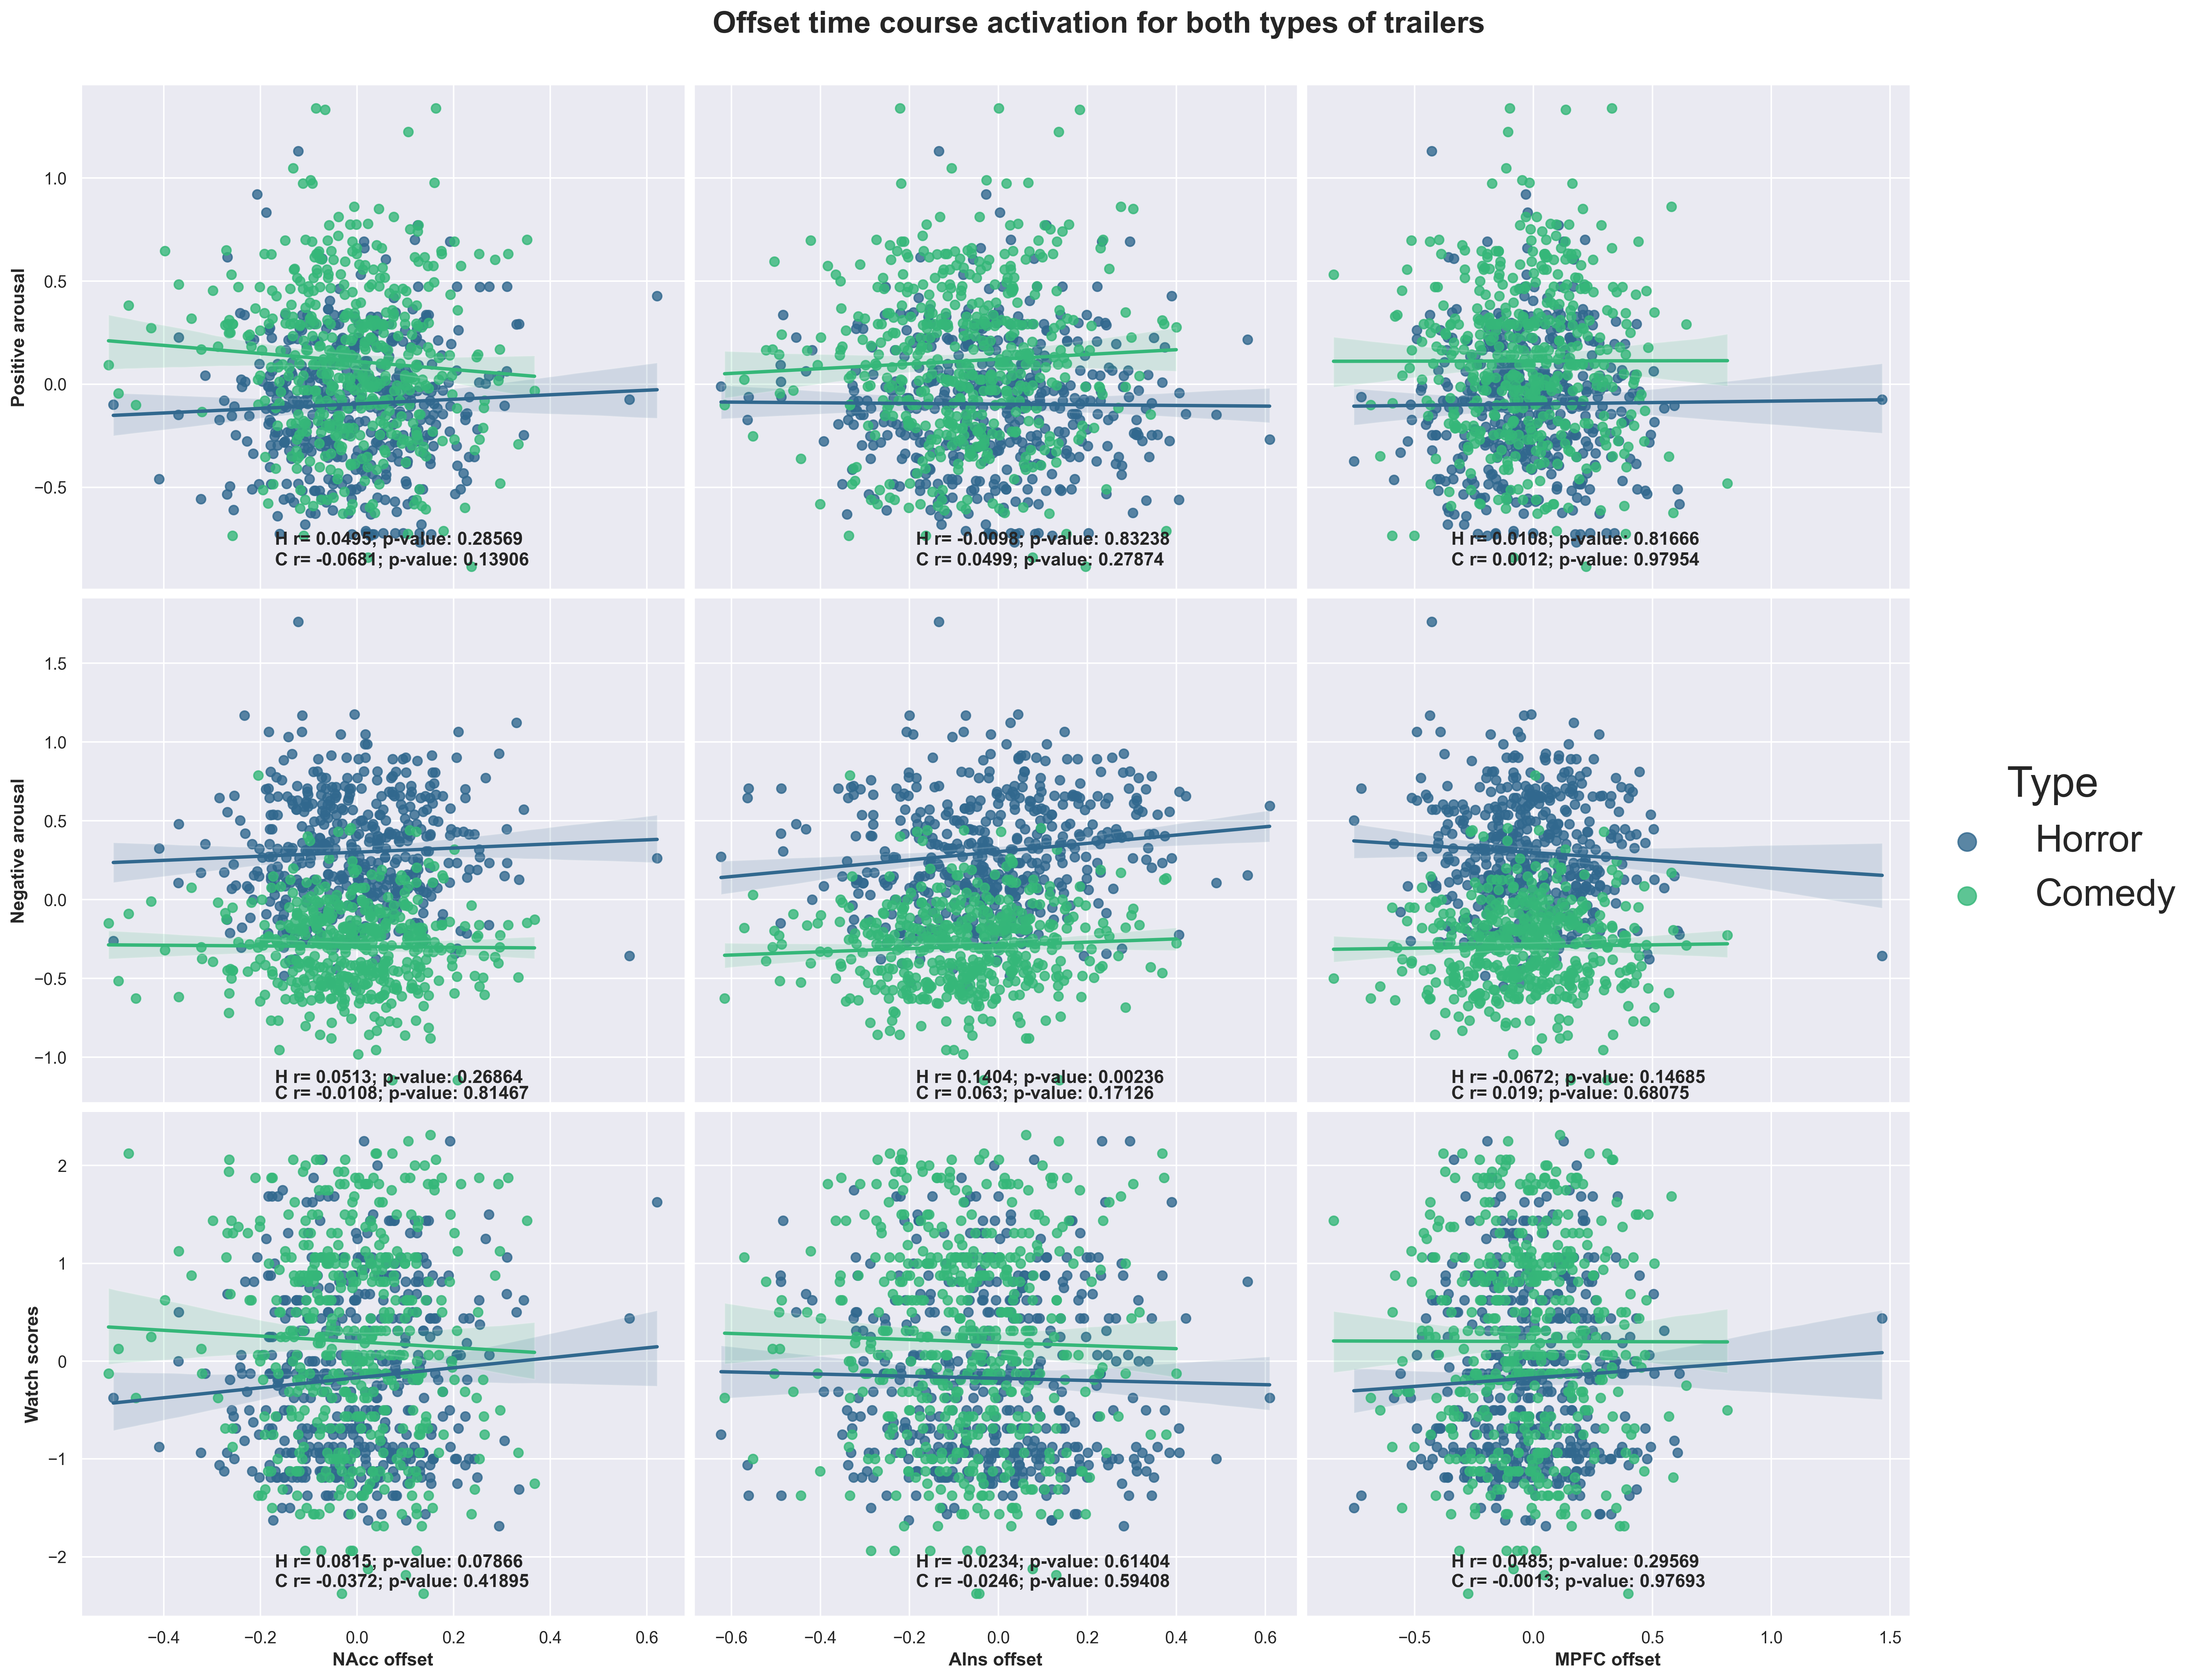 Offset time course activation for both types of trailers
Positive arousal
1.0
0.5
0.0
−0.5
H r= 0.0495; p-value: 0.28569
C r= -0.0681; p-value: 0.13906
H r= -0.0098; p-value: 0.83238
C r= 0.0499; p-value: 0.27874
H r= 0.0108; p-value: 0.81666
C r= 0.0012; p-value: 0.97954
Negative arousal
1.5
1.0
0.5
0.0
−0.5
−1.0
H r= 0.0513; p-value: 0.26864
C r= -0.0108; p-value: 0.81467
H r= 0.1404; p-value: 0.00236
C r= 0.063; p-value: 0.17126
H r= -0.0672; p-value: 0.14685
C r= 0.019; p-value: 0.68075
Type
Horror
Comedy
Watch scores
2
1
0
−1
−2
H r= 0.0815; p-value: 0.07866
C r= -0.0372; p-value: 0.41895
H r= -0.0234; p-value: 0.61404
C r= -0.0246; p-value: 0.59408
H r= 0.0485; p-value: 0.29569
C r= -0.0013; p-value: 0.97693
−0.4 −0.2 0.0 0.2 0.4 0.6
NAcc offset
−0.6 −0.4 −0.2 0.0 0.2 0.4 0.6
AIns offset
−0.5 0.0 0.5 1.0 1.5
MPFC offset